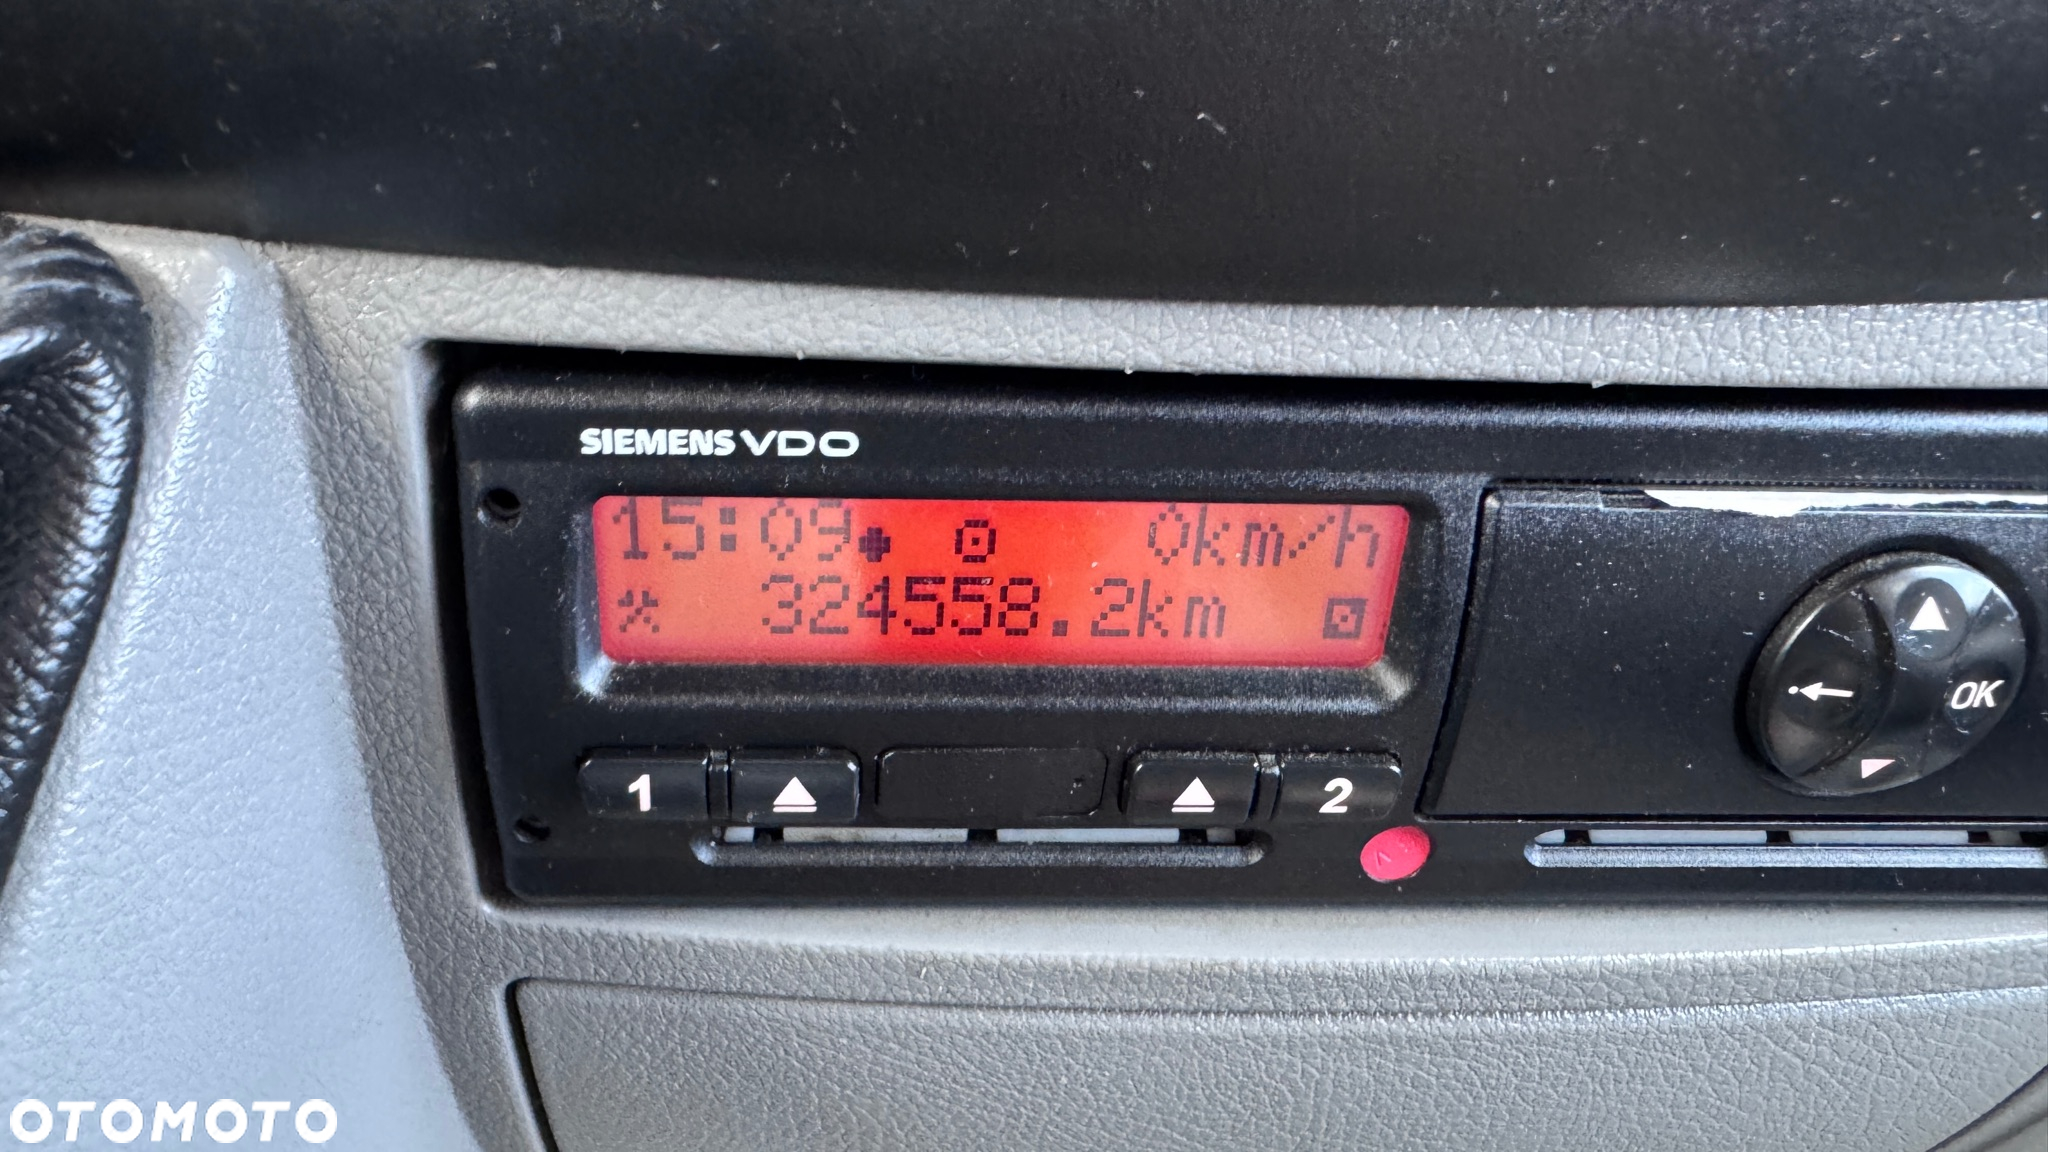 SIEMENS VDO
15:09 0km/h
324558.2km
1 2
OK
OTOMOTO